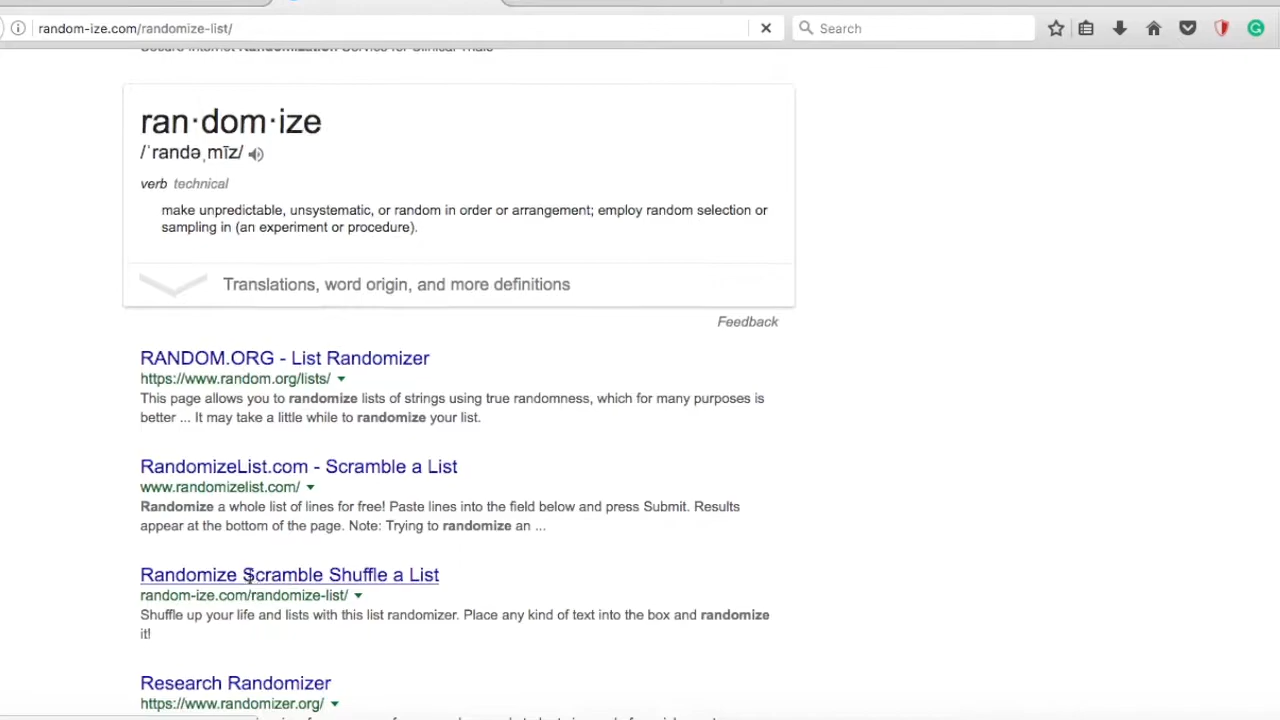 random-ize.com/randomize-list/
Search
Secure Internet Randomization Service for Clinical Trials
ran·dom·ize
/ˈrandəˌmīz/
verb technical
make unpredictable, unsystematic, or random in order or arrangement; employ random selection or
sampling in (an experiment or procedure).
Translations, word origin, and more definitions
Feedback
RANDOM.ORG - List Randomizer
https://www.random.org/lists/
This page allows you to randomize lists of strings using true randomness, which for many purposes is
better ... It may take a little while to randomize your list.
RandomizeList.com - Scramble a List
www.randomizelist.com/
Randomize a whole list of lines for free! Paste lines into the field below and press Submit. Results
appear at the bottom of the page. Note: Trying to randomize an ...
Randomize Scramble Shuffle a List
random-ize.com/randomize-list/
Shuffle up your life and lists with this list randomizer. Place any kind of text into the box and randomize
it!
Research Randomizer
https://www.randomizer.org/